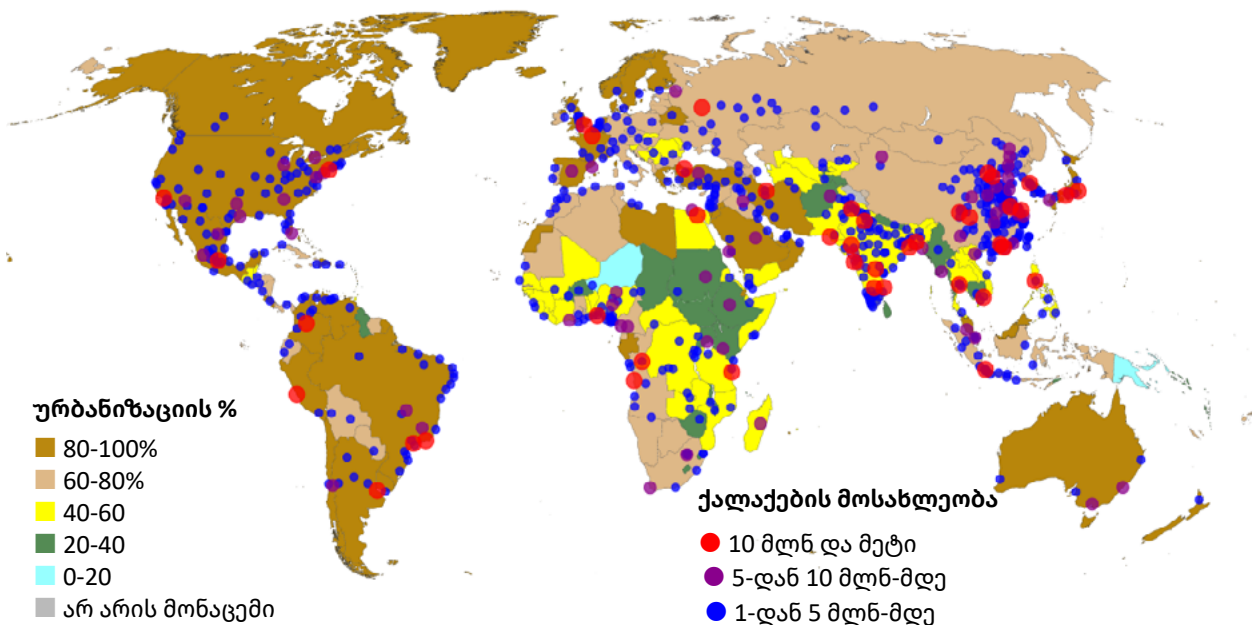 ურბანიზაციის %
80-100%
60-80%
40-60
20-40
0-20
არ არის მონაცემი
ქალაქების მოსახლეობა
10 მლნ და მეტი
5-დან 10 მლნ-მდე
1-დან 5 მლნ-მდე